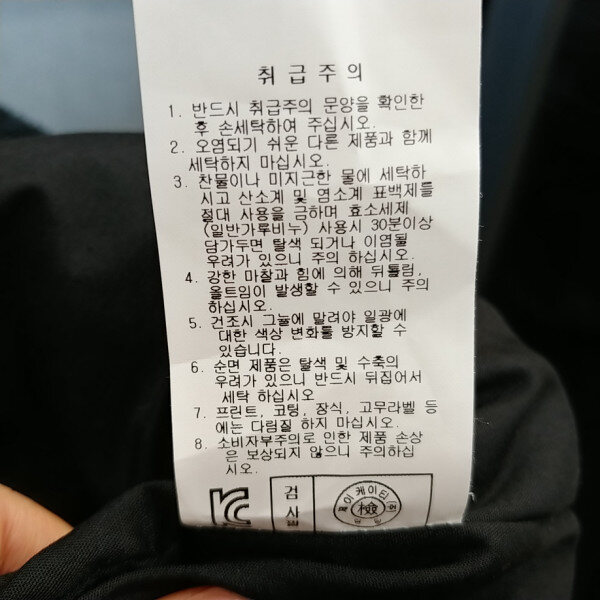 취급주의
1. 반드시 취급주의 문양을 확인한
후 손세탁하여 주십시오.
2. 오염되기 쉬운 다른 제품과 함께
세탁하지 마십시오.
3. 찬물이나 미지근한 물에 세탁하
시고 산소계 및 염소계 표백제를
절대 사용을 금하며 효소세제
(일반가루비누) 사용시 30분이상
담가두면 탈색 되거나 이염될
우려가 있으니 주의 하십시오.
4. 강한 마찰과 힘에 의해 뒤틀림,
올트임이 발생할 수 있으니 주의
하십시오.
5. 건조시 그늘에 말려야 일광에
대한 색상 변화를 방지할 수
있습니다.
6. 순면 제품은 탈색 및 수축의
우려가 있으니 반드시 뒤집어서
세탁 하십시오
7. 프린트, 코팅, 장식, 고무라벨 등
에는 다림질 하지 마십시오.
8. 소비자부주의로 인한 제품 손상
은 보상되지 않으니 주의하십
시오.
검사
케이티
檢